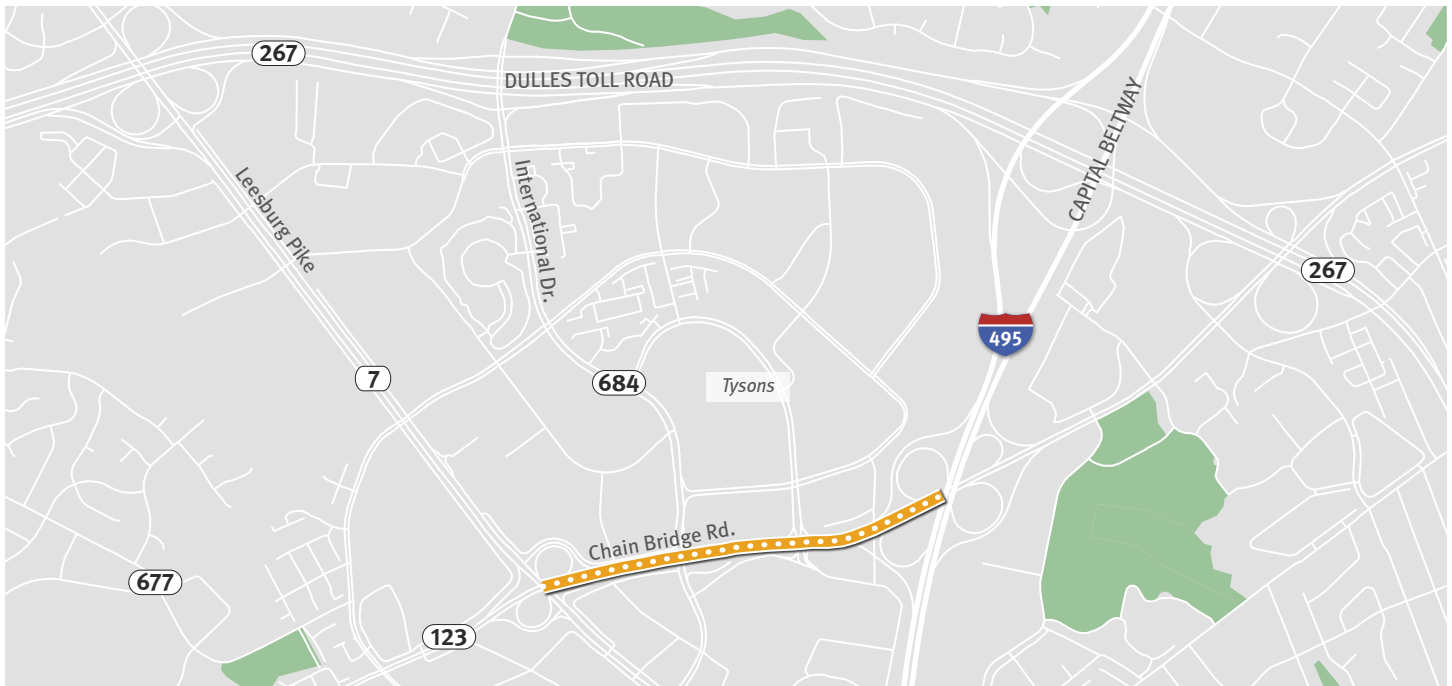 267
DULLES TOLL ROAD
CAPITAL BELTWAY
Leesburg Pike
International Dr.
267
495
7
684
Tysons
Chain Bridge Rd.
677
123